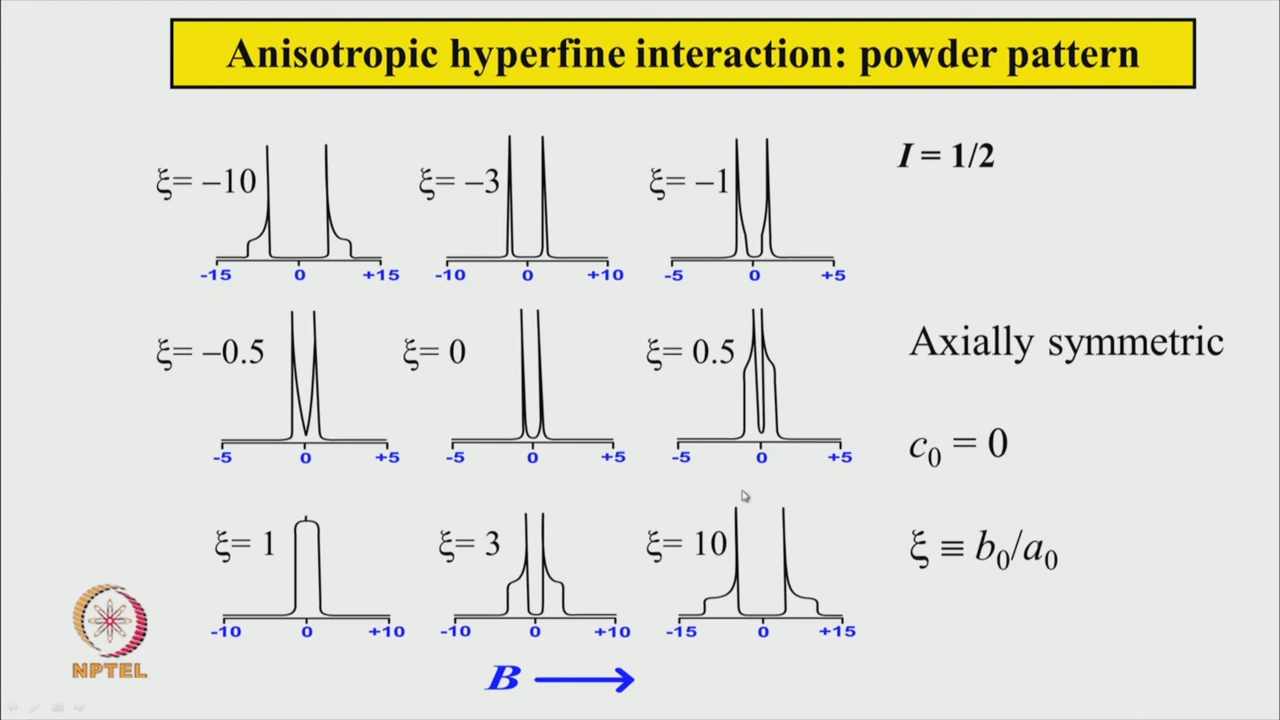 Anisotropic hyperfine interaction: powder pattern
ξ= –10
-15 0 +15
ξ= –3
-10 0 +10
ξ= –1
-5 0 +5
I = 1/2
ξ= –0.5
-5 0 +5
ξ= 0
-5 0 +5
ξ= 0.5
-5 0 +5
Axially symmetric
c₀ = 0
ξ= 1
-10 0 +10
ξ= 3
-10 0 +10
ξ= 10
-15 0 +15
ξ ≡ b₀/a₀
B
NPTEL